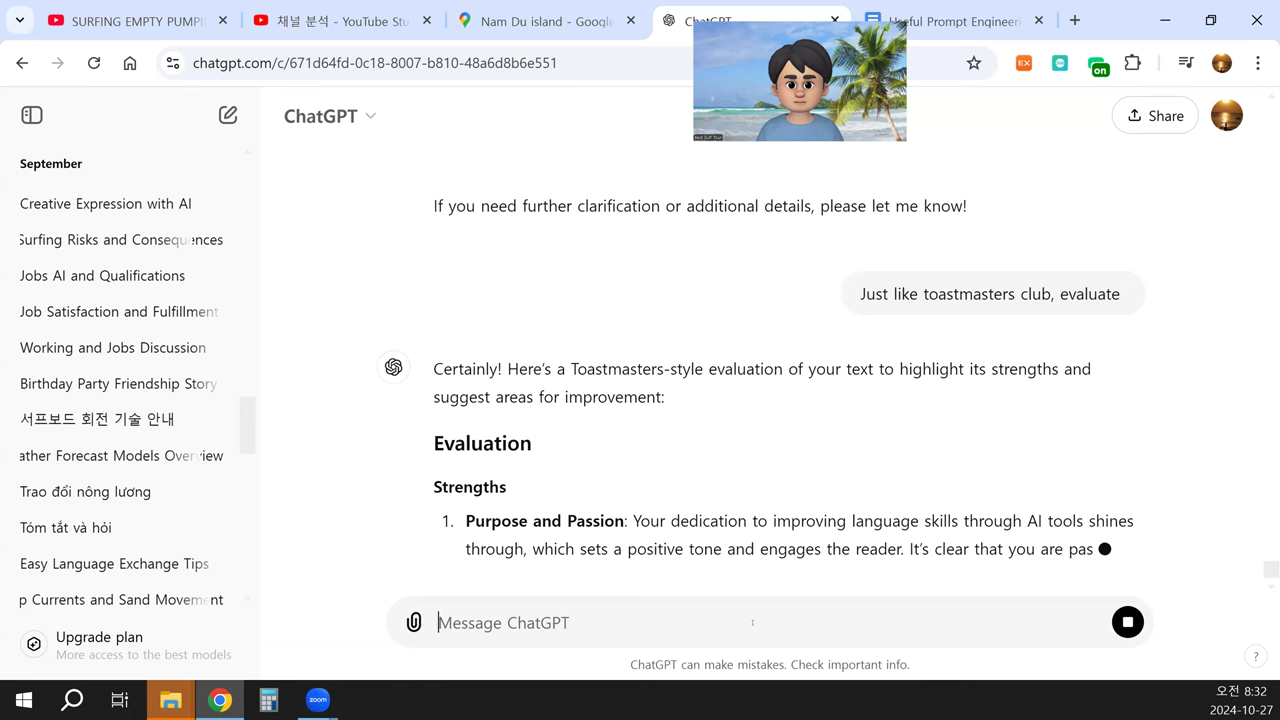 SURFING EMPTY PUMPI
채널 분석 - YouTube Stu
Nam Du island - Google
ChatGPT
Useful Prompt Engineeri
chatgpt.com/c/671d64fd-0c18-8007-b810-48a6d8b6e551
EX
on
ChatGPT
Share
September
Creative Expression with AI
Surfing Risks and Consequences
Jobs AI and Qualifications
Job Satisfaction and Fulfillment
Working and Jobs Discussion
Birthday Party Friendship Story
서프보드 회전 기술 안내
ather Forecast Models Overview
Trao đổi nông lương
Tóm tắt và hỏi
Easy Language Exchange Tips
p Currents and Sand Movement
Upgrade plan
More access to the best models
If you need further clarification or additional details, please let me know!
Just like toastmasters club, evaluate
Certainly! Here's a Toastmasters-style evaluation of your text to highlight its strengths and
suggest areas for improvement:
Evaluation
Strengths
1. Purpose and Passion: Your dedication to improving language skills through AI tools shines
through, which sets a positive tone and engages the reader. It's clear that you are pas
Message ChatGPT
ChatGPT can make mistakes. Check important info.
?
zoom
오전 8:32
2024-10-27